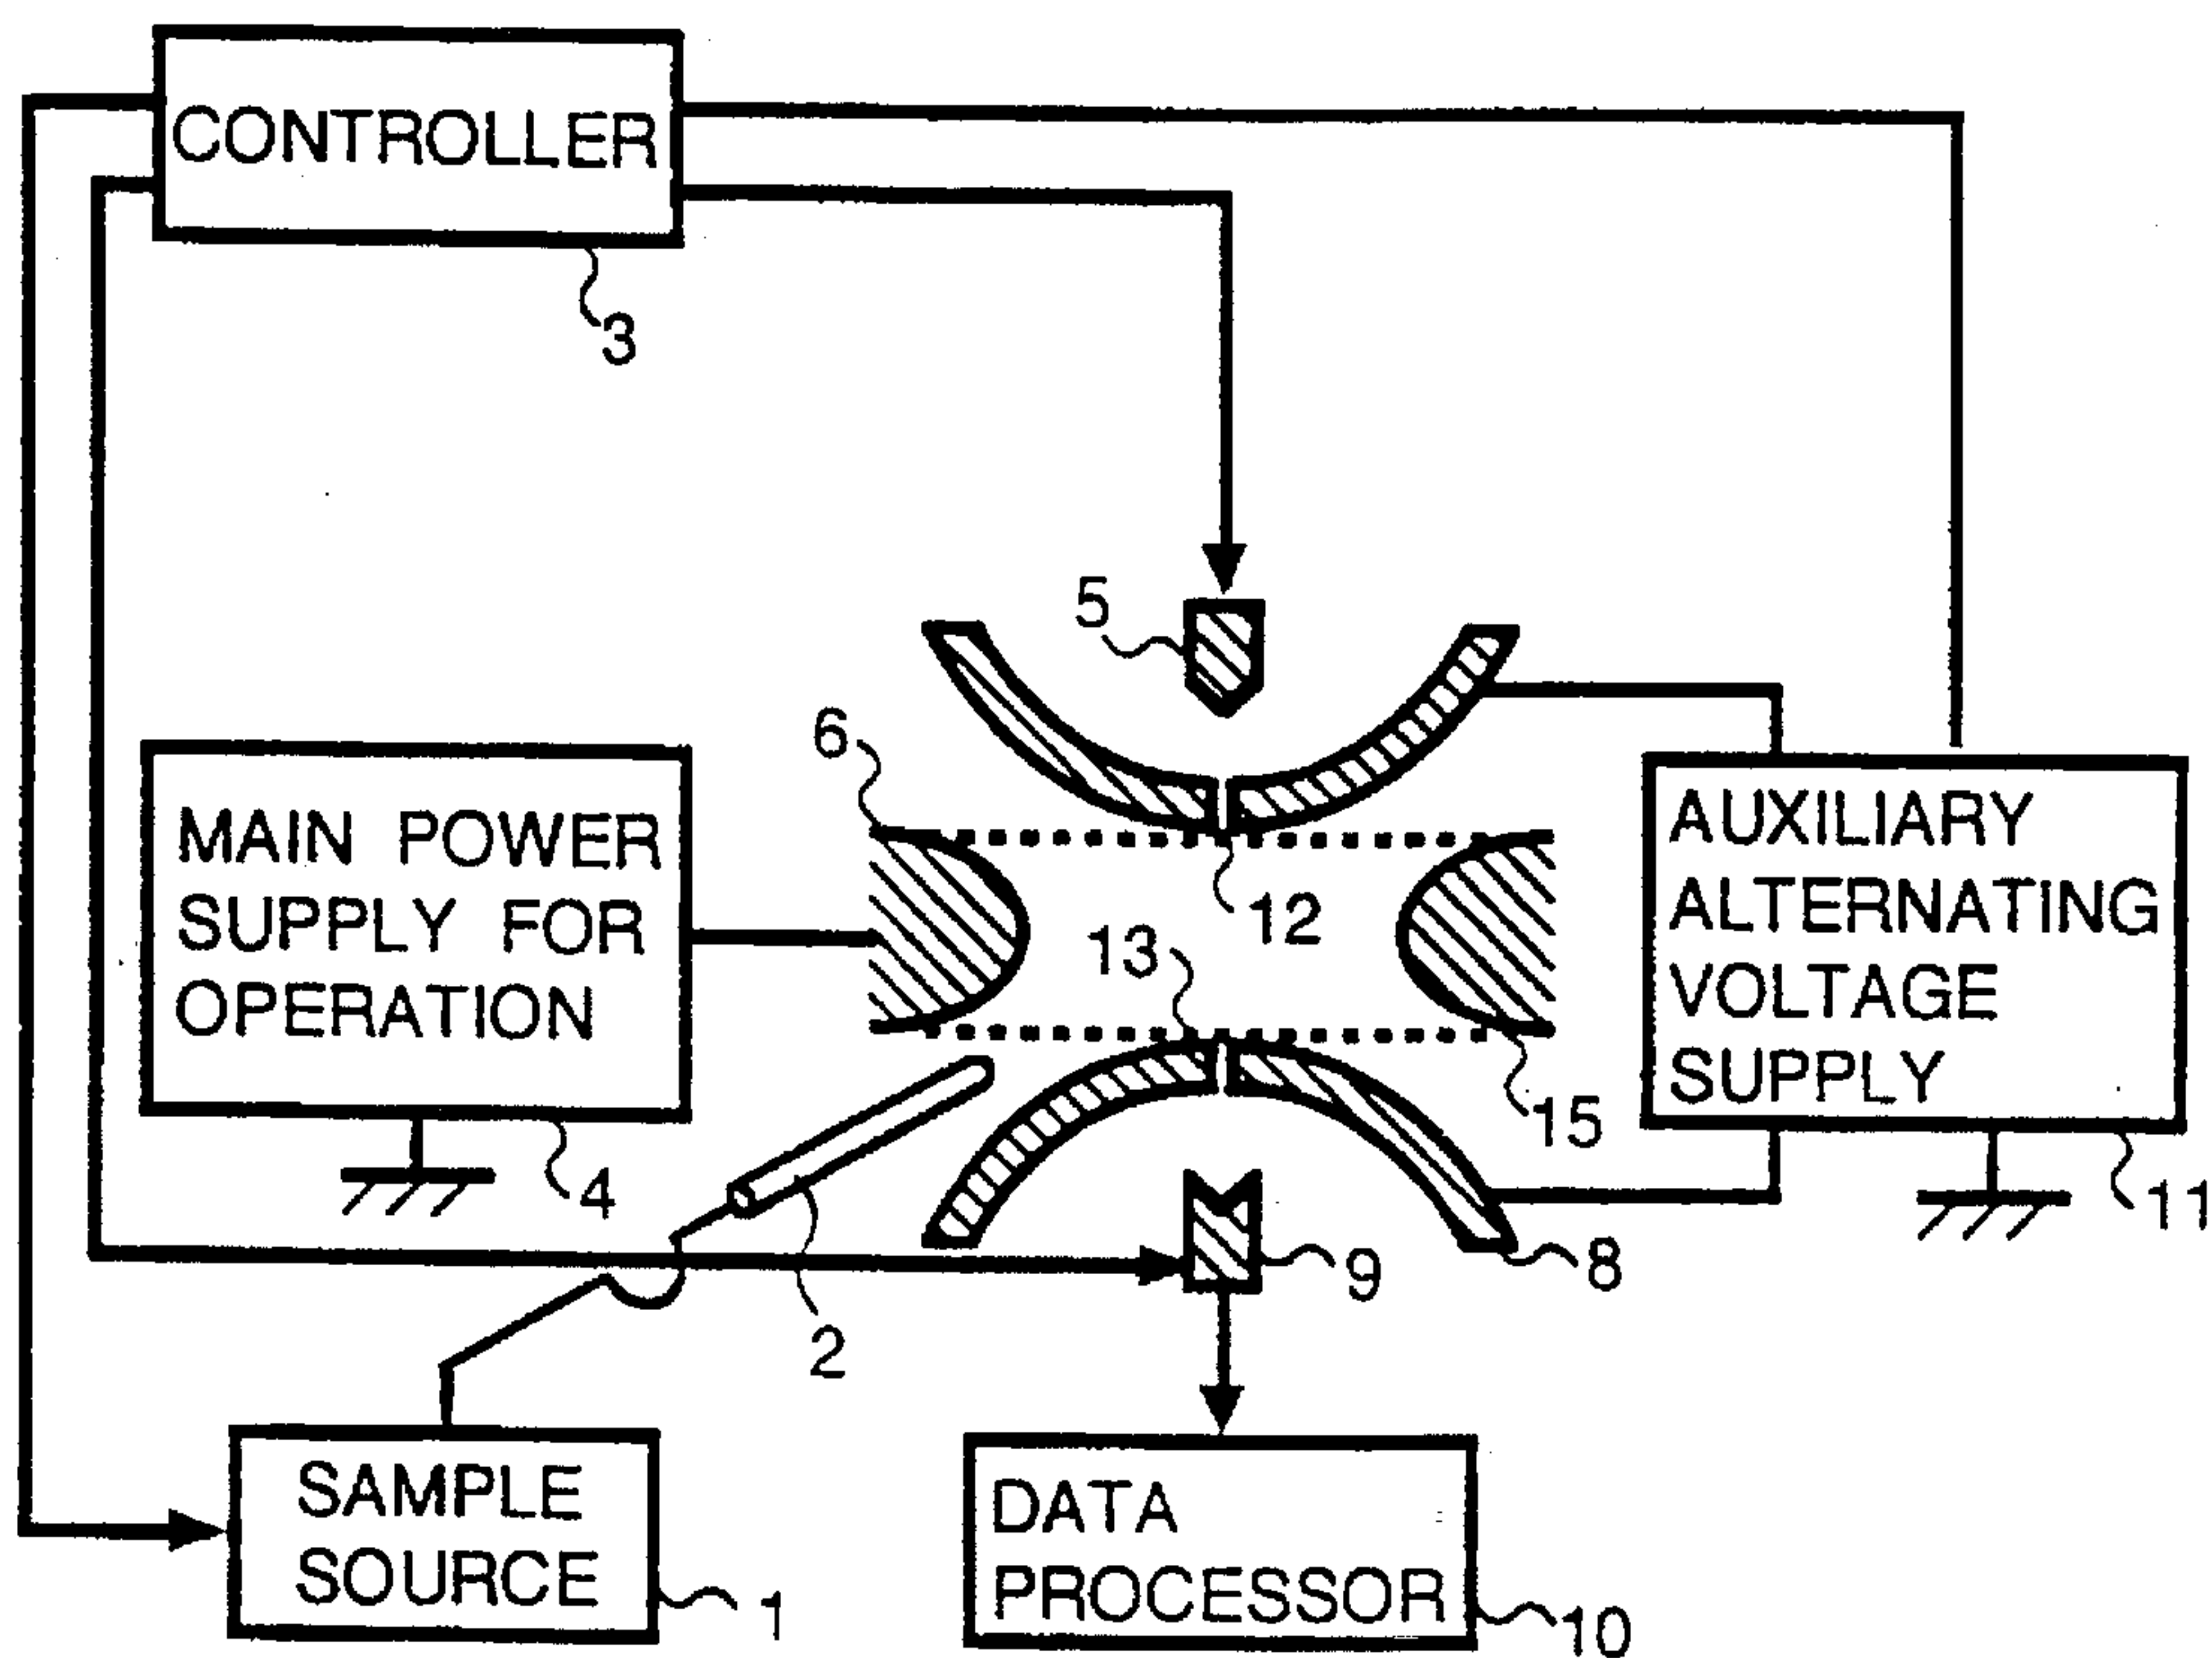 CONTROLLER
3
5
6
MAIN POWER
SUPPLY FOR
OPERATION
4
12
13
15
AUXILIARY
ALTERNATING
VOLTAGE
SUPPLY
11
2
9
8
SAMPLE
SOURCE
1
DATA
PROCESSOR
10